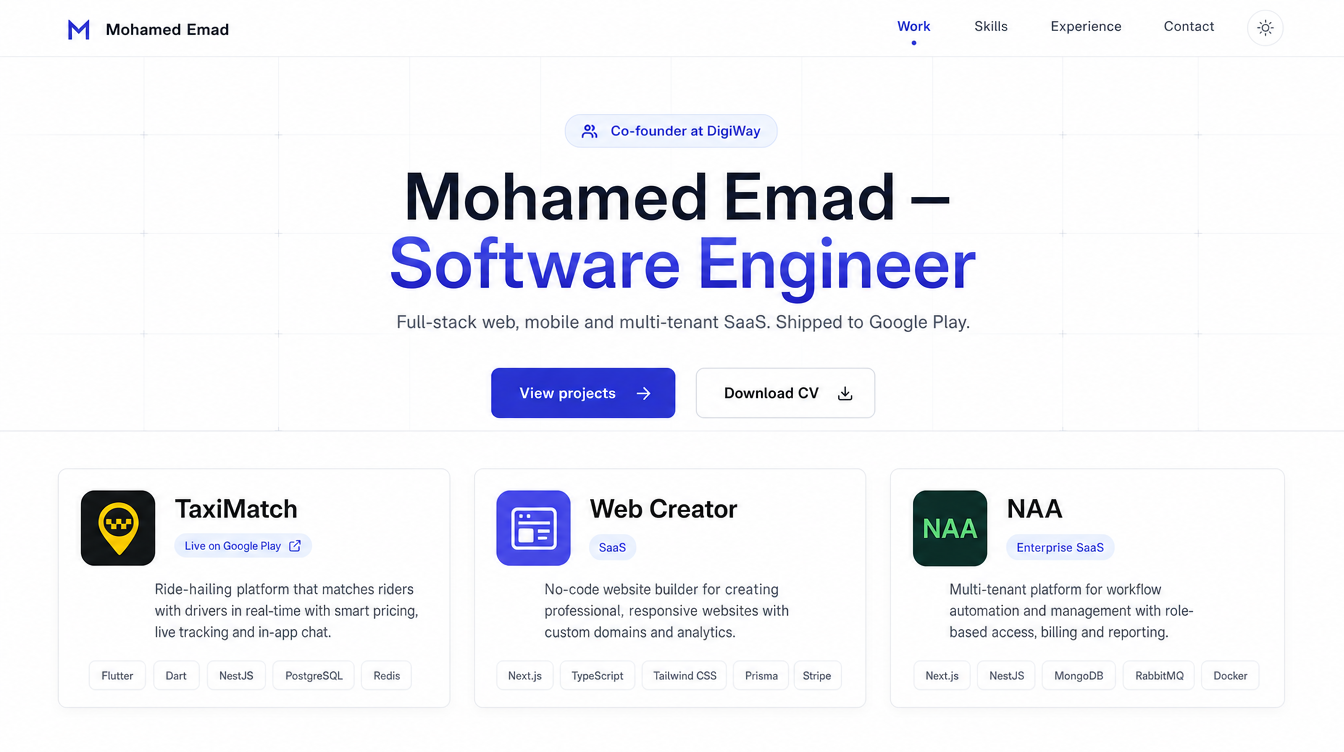 M Mohamed Emad
Work Skills Experience Contact
Co-founder at DigiWay
Mohamed Emad –
Software Engineer
Full-stack web, mobile and multi-tenant SaaS. Shipped to Google Play.
View projects
Download CV
TaxiMatch
Live on Google Play
Ride-hailing platform that matches riders
with drivers in real-time with smart pricing,
live tracking and in-app chat.
Flutter Dart NestJS PostgreSQL Redis
Web Creator
SaaS
No-code website builder for creating
professional, responsive websites with
custom domains and analytics.
Next.js TypeScript Tailwind CSS Prisma Stripe
NAA
NAA
Enterprise SaaS
Multi-tenant platform for workflow
automation and management with role-
based access, billing and reporting.
Next.js NestJS MongoDB RabbitMQ Docker